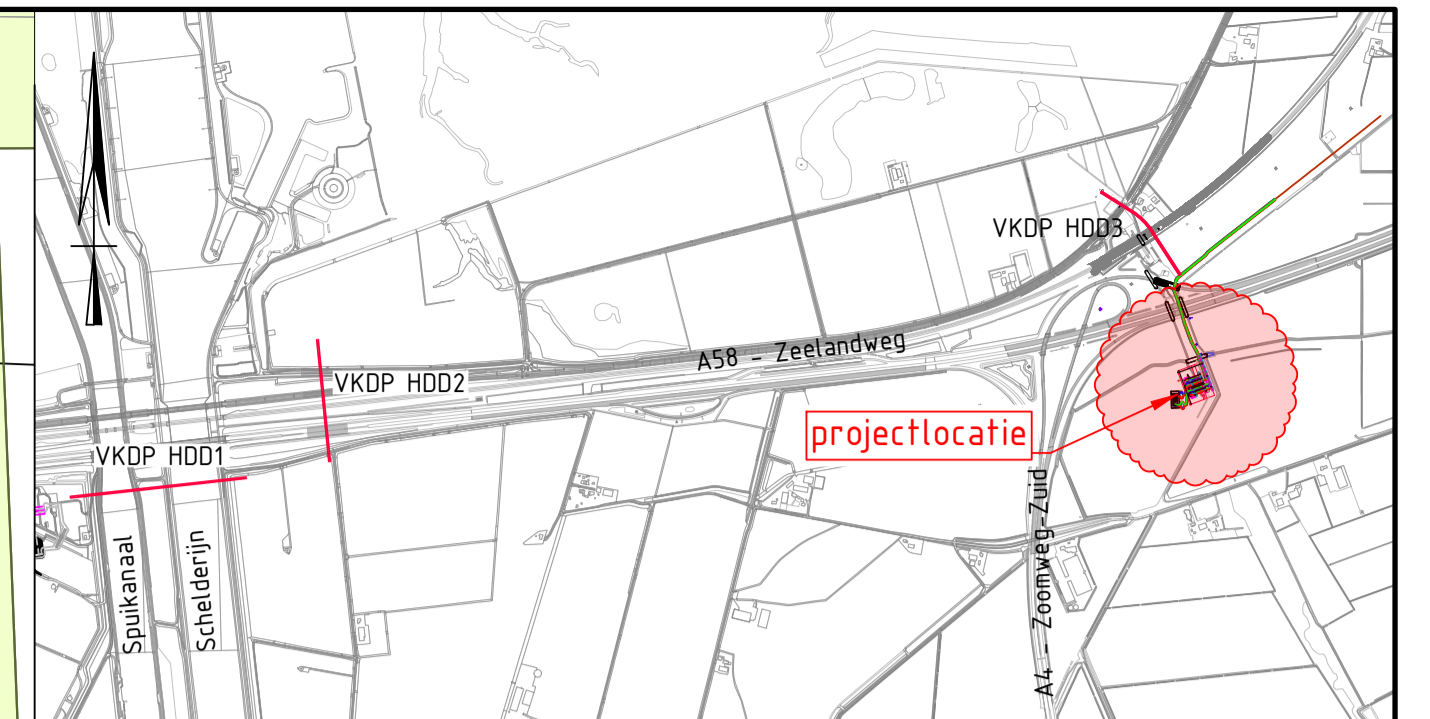 VKDP HDD3
A58 - Zeelandweg
VKDP HDD2
projectlocatie
VKDP HDD1
Spuikanaal
Schelderijn
A4 - Zoomweg-Zuid